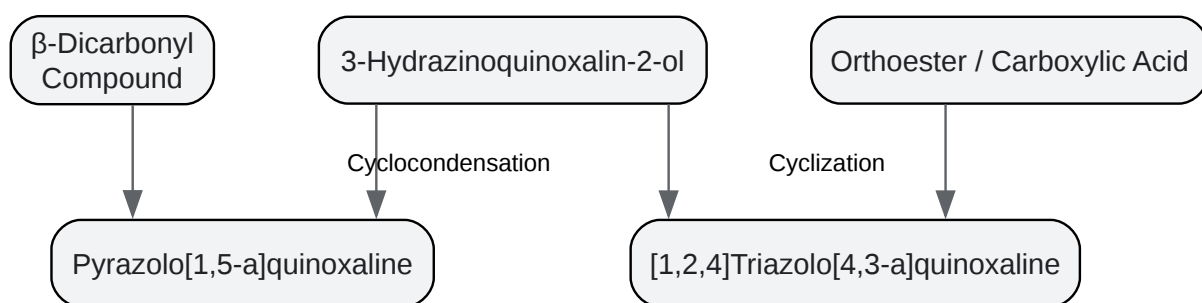 β-Dicarbonyl
Compound
3-Hydrazinoquinoxalin-2-ol
Orthoester / Carboxylic Acid
Cyclocondensation
Cyclization
Pyrazolo[1,5-a]quinoxaline
[1,2,4]Triazolo[4,3-a]quinoxaline